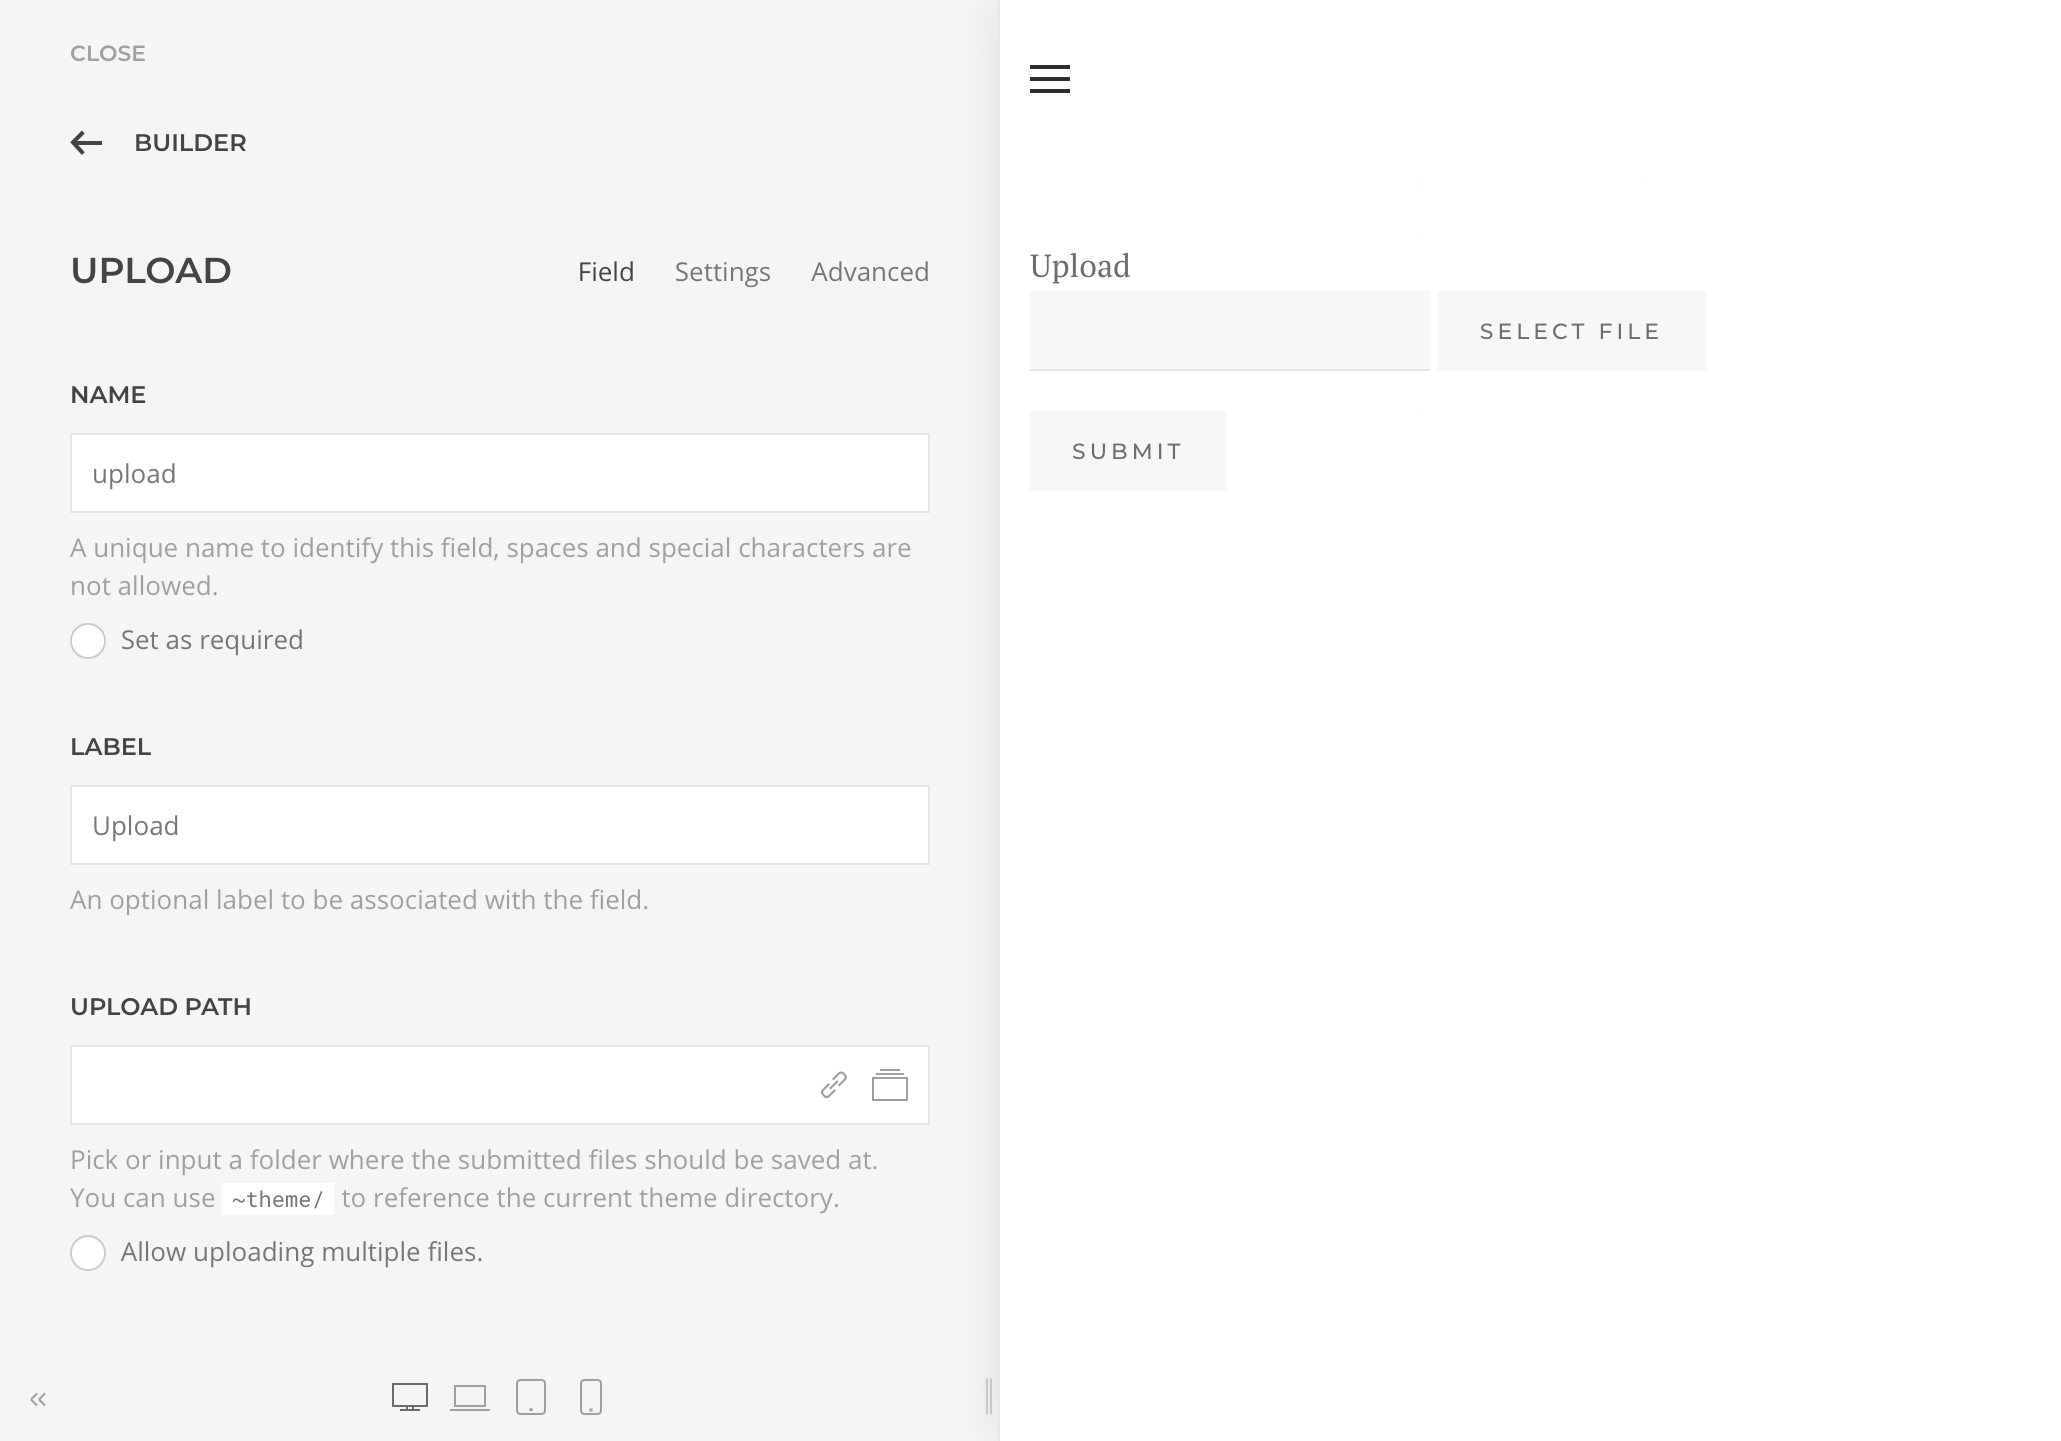 CLOSE
BUILDER
UPLOAD
Field Settings Advanced
NAME
upload
A unique name to identify this field, spaces and special characters are
not allowed.
Set as required
LABEL
Upload
An optional label to be associated with the field.
UPLOAD PATH
Pick or input a folder where the submitted files should be saved at.
You can use ~theme/ to reference the current theme directory.
Allow uploading multiple files.
Upload
SELECT FILE
SUBMIT